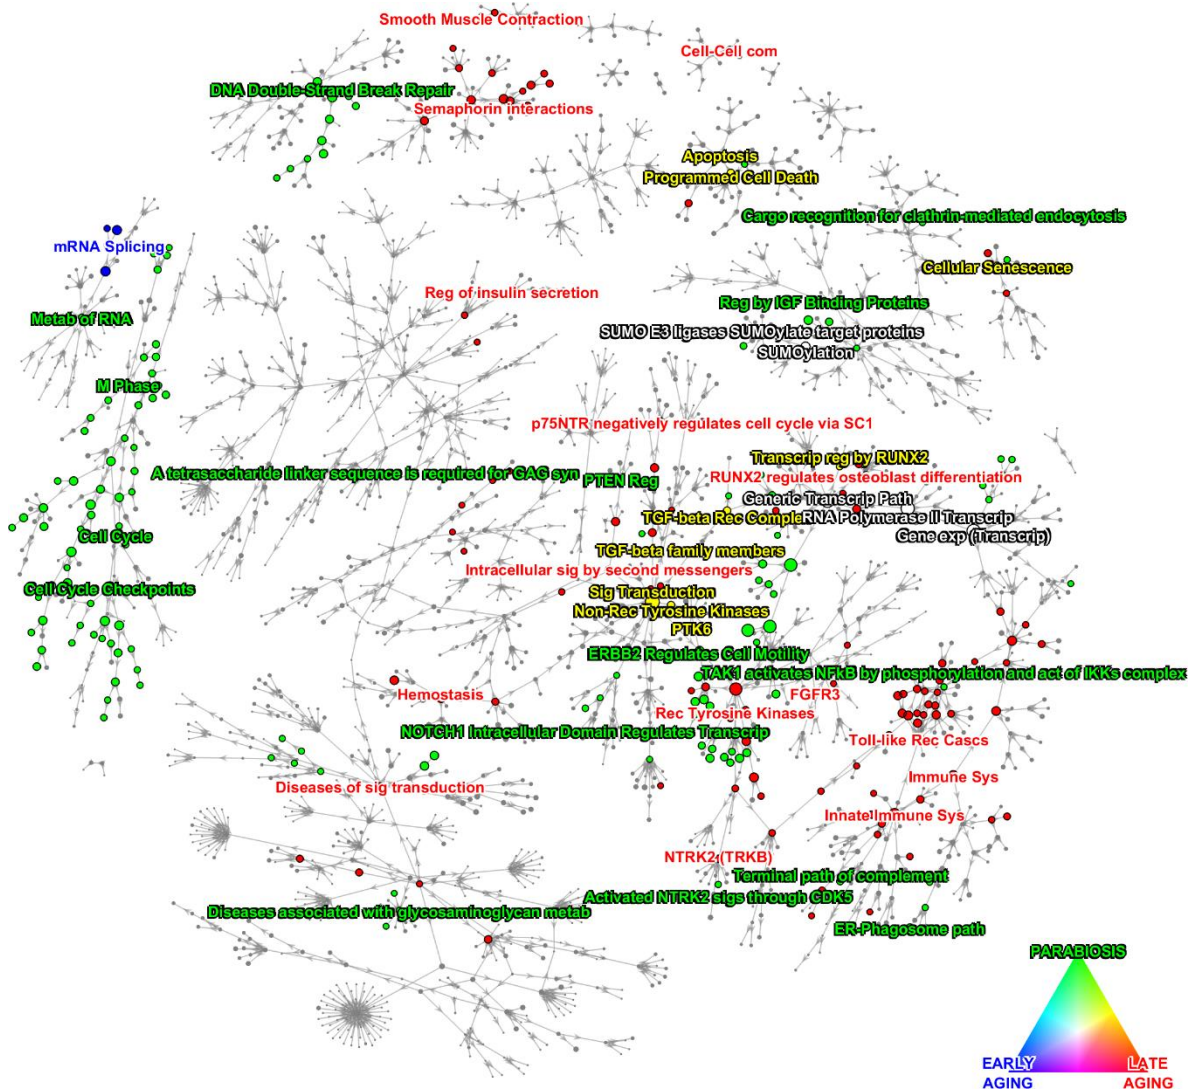 Smooth Muscle Contraction
Cell-Cell com
DNA Double-Strand Break Repair
Semaphorin interactions
Apoptosis
Programmed Cell Death
Cargo recognition for clathrin-mediated endocytosis
mRNA Splicing
Cellular Senescence
Reg of insulin secretion
Reg by IGF Binding Proteins
Metab of RNA
SUMO E3 ligases SUMOylate target proteins
SUMOylation
M Phase
p75NTR negatively regulates cell cycle via SC1
Transcrip reg by RUNX2
A tetrasaccharide linker sequence is required for GAG syn
PTEN Reg
RUNX2 regulates osteoblast differentiation
Generic Transcrip Path
TGF-beta Rec Comple
RNA Polymerase II Transcrip
Gene exp (Transcrip)
Cell Cycle
TGF-beta family members
Intracellular sig by second messengers
Cell Cycle Checkpoints
Sig Transduction
Non-Rec Tyrosine Kinases
PTK6
ERBB2 Regulates Cell Motility
TAK1 activates NFkB by phosphorylation and act of IKKs complex
Hemostasis
FGFR3
Rec Tyrosine Kinases
NOTCH1 Intracellular Domain Regulates Transcrip
Toll-like Rec Cascs
Immune Sys
Diseases of sig transduction
Innate Immune Sys
NTRK2 (TRKB)
Terminal path of complement
Activated NTRK2 sigs through CDK5
Diseases associated with glycosaminoglycan metab
ER-Phagosome path
PARABIOSIS
EARLY AGING
LATE AGING